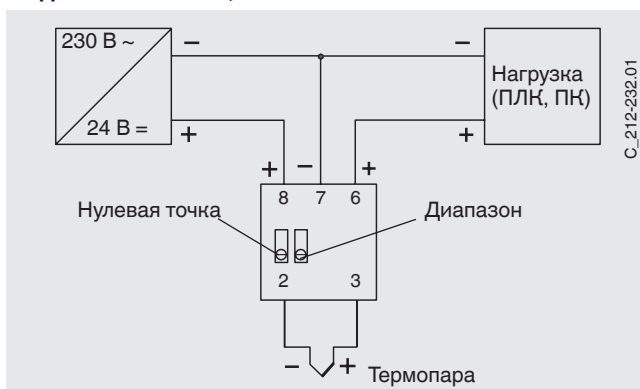 230 В ~
24 В =
−
+
−
+
Нагрузка
(ПЛК, ПК)
C_212-232.01
+
−
+
8 7 6
Нулевая точка
Диапазон
2 3
− +
Термопара